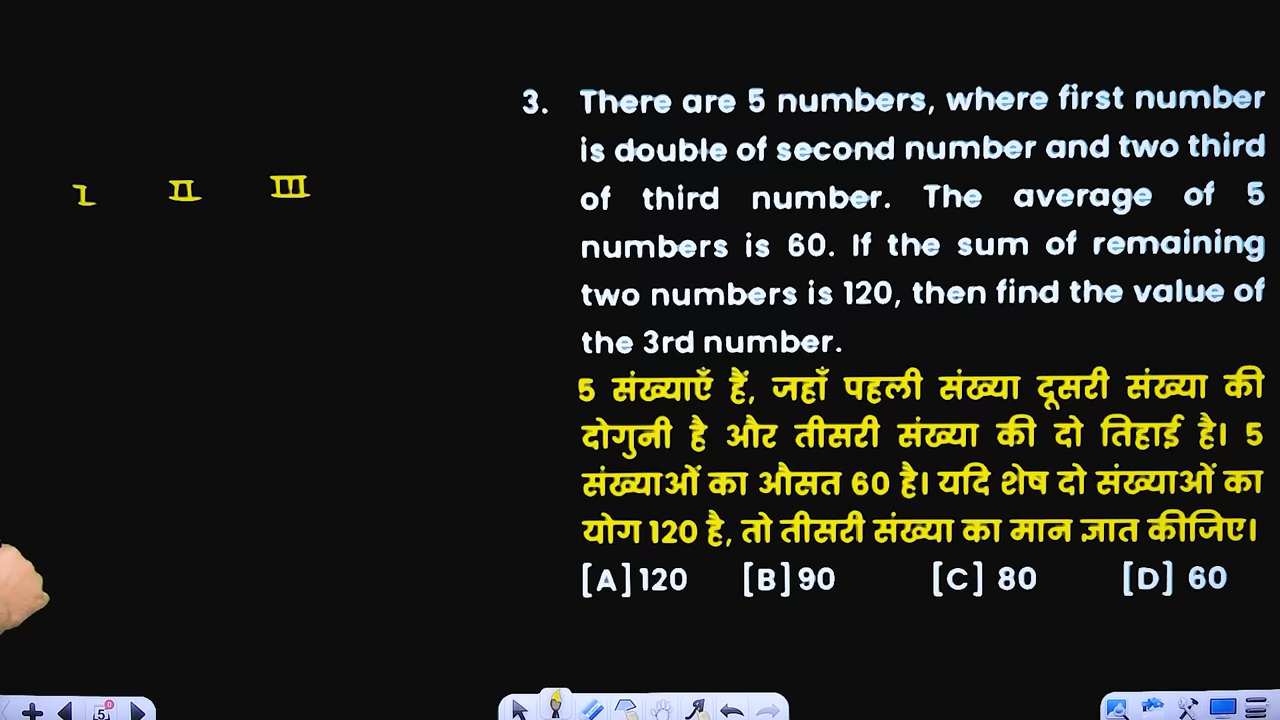 I II III
3. There are 5 numbers, where first number
is double of second number and two third
of third number. The average of 5
numbers is 60. If the sum of remaining
two numbers is 120, then find the value of
the 3rd number.
5 संख्याएँ हैं, जहाँ पहली संख्या दूसरी संख्या की
दोगुनी है और तीसरी संख्या की दो तिहाई है। 5
संख्याओं का औसत 60 है। यदि शेष दो संख्याओं का
योग 120 है, तो तीसरी संख्या का मान ज्ञात कीजिए।
[A] 120 [B] 90 [C] 80 [D] 60
5 0